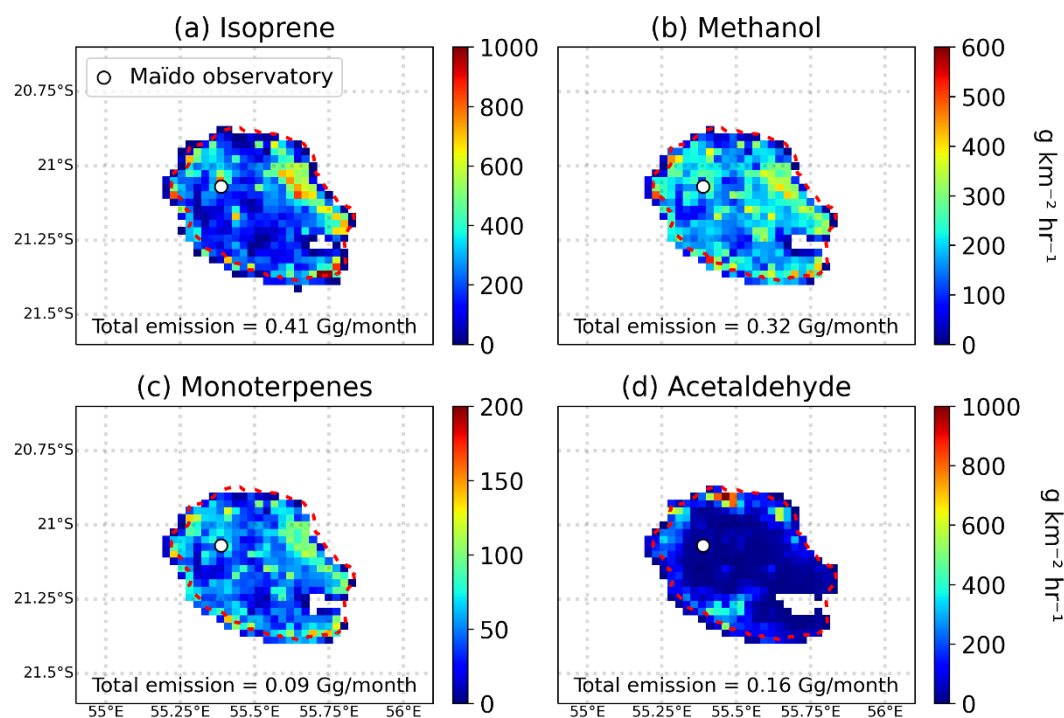 (a) Isoprene
(b) Methanol
Maïdo observatory
20.75°S
21°S
21.25°S
21.5°S
1000
800
600
400
200
0
600
500
400
300
200
100
0
g km⁻² hr⁻¹
Total emission = 0.41 Gg/month
Total emission = 0.32 Gg/month
(c) Monoterpenes
(d) Acetaldehyde
20.75°S
21°S
21.25°S
21.5°S
200
150
100
50
0
1000
800
600
400
200
0
g km⁻² hr⁻¹
Total emission = 0.09 Gg/month
Total emission = 0.16 Gg/month
55°E 55.25°E 55.5°E 55.75°E 56°E
55°E 55.25°E 55.5°E 55.75°E 56°E